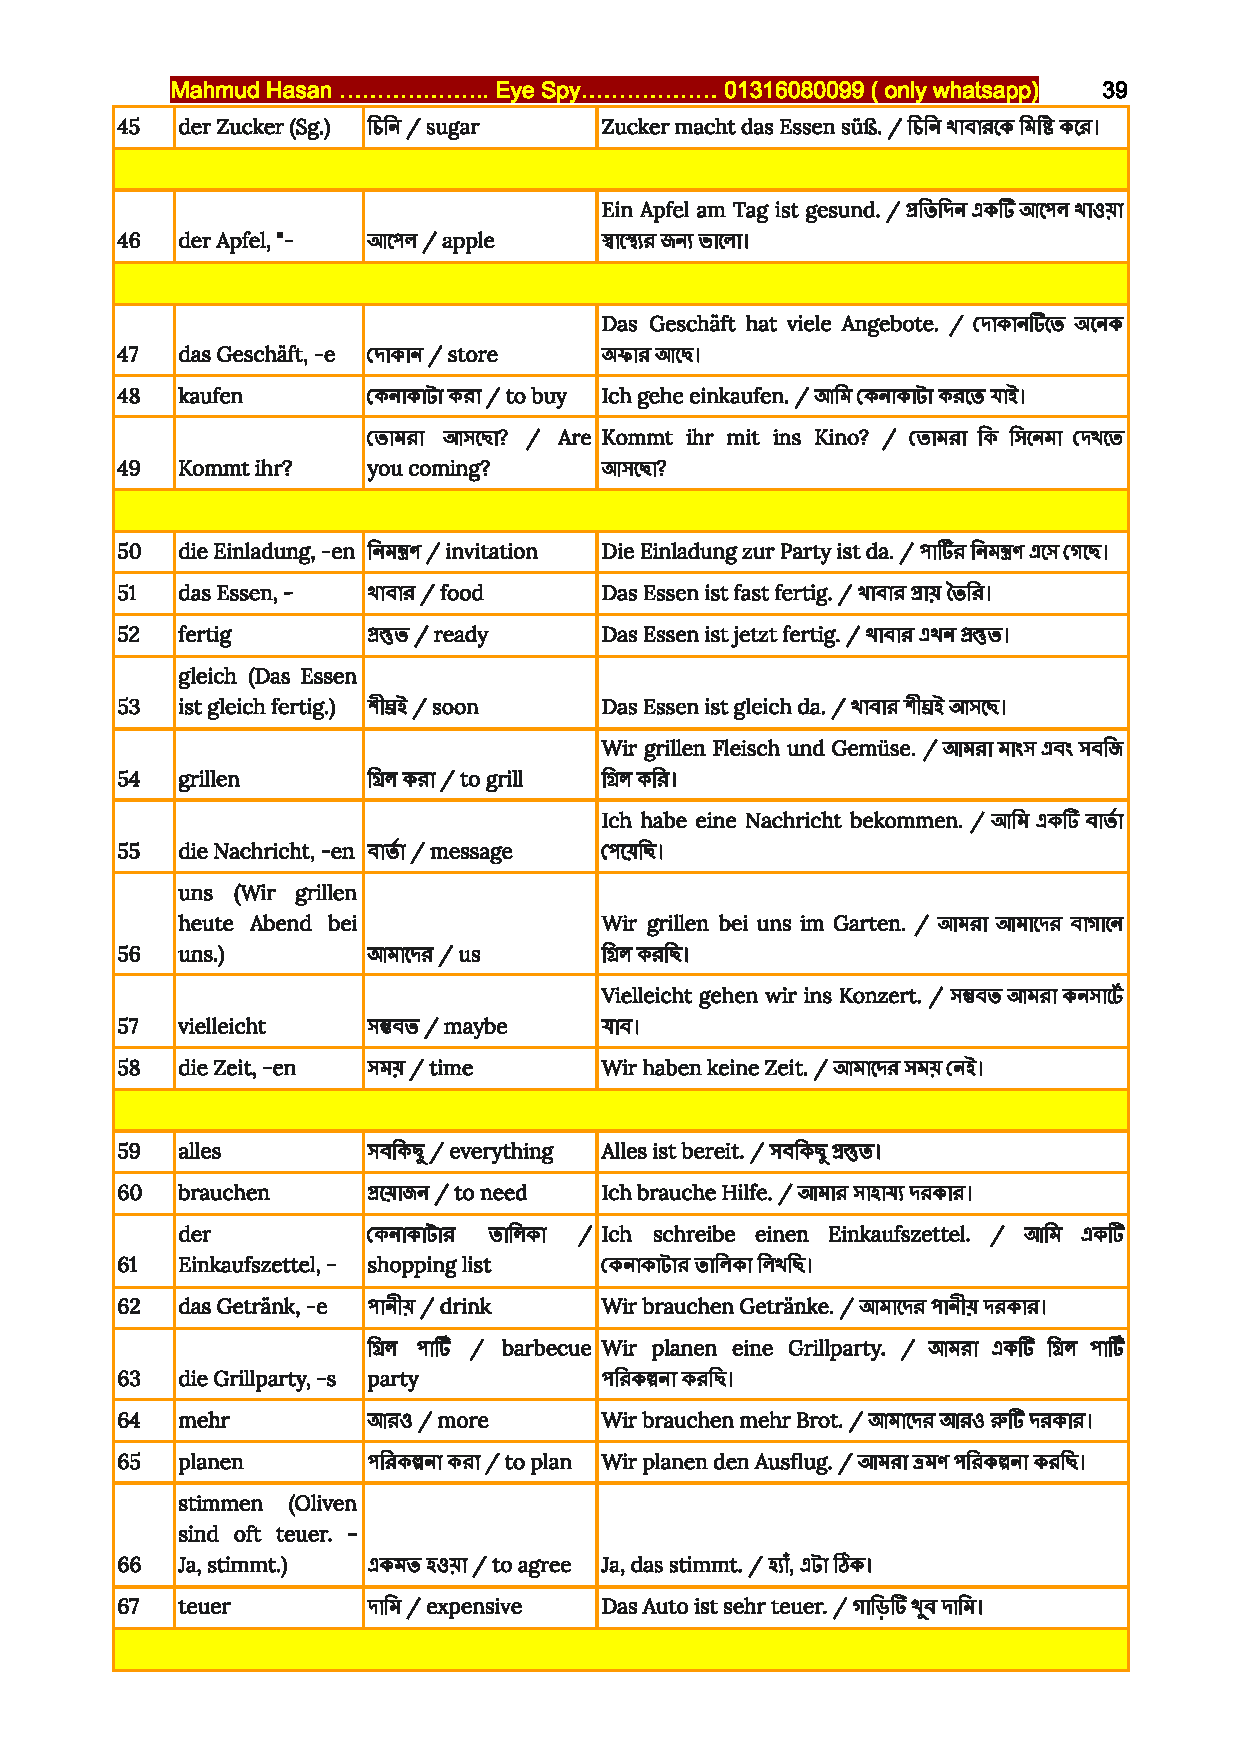 Mahmud Hasan ……………….. Eye Spy……………… 01316080099 ( only whatsapp) 39
45 der Zucker (Sg.) চিনি / sugar Zucker macht das Essen süß. / চিনি খাবারকে মিষ্টি করে।
Ein Apfel am Tag ist gesund. / প্রতিদিন একটি আপেল খাওয়া
46 der Apfel, "- আপেল / apple স্বাস্থ্যের জন্য ভালো।
Das Geschäft hat viele Angebote. / দোকানটিতে অনেক
47 das Geschäft, -e দোকান / store অফার আছে।
48 kaufen কেনাকাটা করা / to buy Ich gehe einkaufen. / আমি কেনাকাটা করতে যাই।
তোমরা আসছো? / Are Kommt ihr mit ins Kino? / তোমরা কি সিনেমা দেখতে
49 Kommt ihr? you coming? আসছো?
50 die Einladung, -en নিমন্ত্রণ / invitation Die Einladung zur Party ist da. / পার্টির নিমন্ত্রণ এসে গেছে।
51 das Essen, - খাবার / food Das Essen ist fast fertig. / খাবার প্রায় তৈরি।
52 fertig প্রস্তুত / ready Das Essen ist jetzt fertig. / খাবার এখন প্রস্তুত।
gleich (Das Essen
53 ist gleich fertig.) শীঘ্রই / soon Das Essen ist gleich da. / খাবার শীঘ্রই আসছে।
Wir grillen Fleisch und Gemüse. / আমরা মাংস এবং সবজি
54 grillen গ্রিল করা / to grill গ্রিল করি।
Ich habe eine Nachricht bekommen. / আমি একটি বার্তা
55 die Nachricht, -en বার্তা / message পেয়েছি।
uns (Wir grillen
heute Abend bei Wir grillen bei uns im Garten. / আমরা আমাদের বাগানে
56 uns.) আমাদের / us গ্রিল করছি।
Vielleicht gehen wir ins Konzert. / সম্ভবত আমরা কনসার্টে
57 vielleicht সম্ভবত / maybe যাব।
58 die Zeit, -en সময় / time Wir haben keine Zeit. / আমাদের সময় নেই।
59 alles সবকিছু / everything Alles ist bereit. / সবকিছু প্রস্তুত।
60 brauchen প্রয়োজন / to need Ich brauche Hilfe. / আমার সাহায্য দরকার।
der কেনাকাটার তালিকা / Ich schreibe einen Einkaufszettel. / আমি একটি
61 Einkaufszettel, - shopping list কেনাকাটার তালিকা লিখছি।
62 das Getränk, -e পানীয় / drink Wir brauchen Getränke. / আমাদের পানীয় দরকার।
গ্রিল পার্টি / barbecue Wir planen eine Grillparty. / আমরা একটি গ্রিল পার্টি
63 die Grillparty, -s party পরিকল্পনা করছি।
64 mehr আরও / more Wir brauchen mehr Brot. / আমাদের আরও রুটি দরকার।
65 planen পরিকল্পনা করা / to plan Wir planen den Ausflug. / আমরা ভ্রমণ পরিকল্পনা করছি।
stimmen (Oliven
sind oft teuer. -
66 Ja, stimmt.) একমত হওয়া / to agree Ja, das stimmt. / হ্যাঁ, এটা ঠিক।
67 teuer দামি / expensive Das Auto ist sehr teuer. / গাড়িটি খুব দামি।